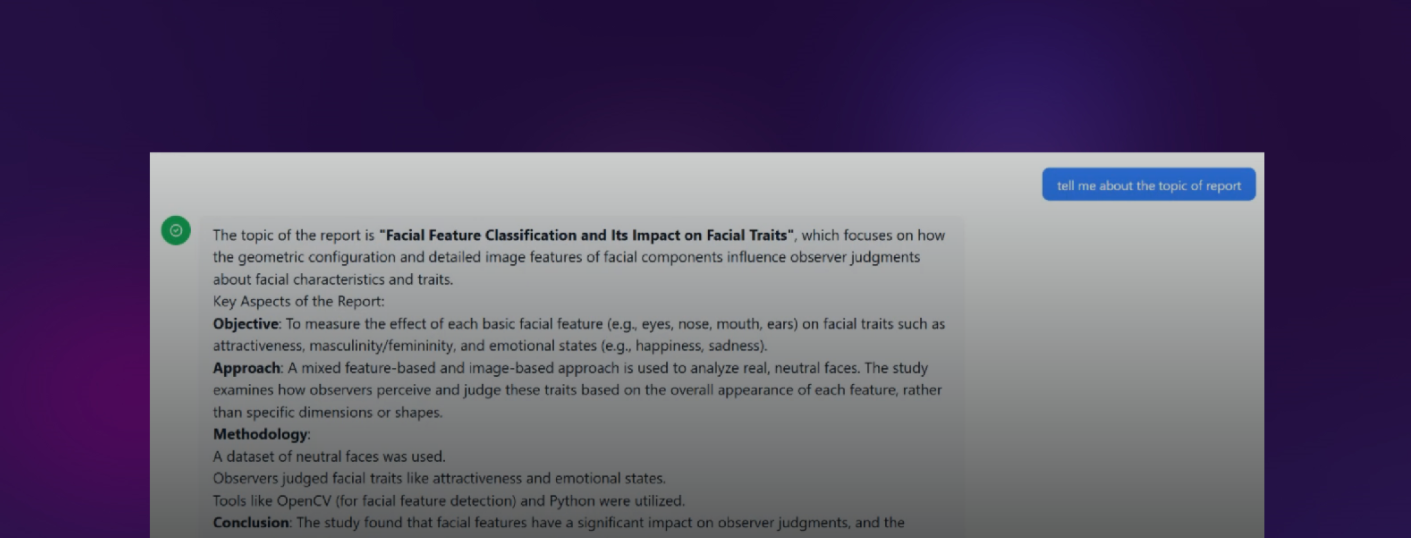 tell me about the topic of report
The topic of the report is "Facial Feature Classification and Its Impact on Facial Traits", which focuses on how
the geometric configuration and detailed image features of facial components influence observer judgments
about facial characteristics and traits.
Key Aspects of the Report:
Objective: To measure the effect of each basic facial feature (e.g., eyes, nose, mouth, ears) on facial traits such as
attractiveness, masculinity/femininity, and emotional states (e.g., happiness, sadness).
Approach: A mixed feature-based and image-based approach is used to analyze real, neutral faces. The study
examines how observers perceive and judge these traits based on the overall appearance of each feature, rather
than specific dimensions or shapes.
Methodology:
A dataset of neutral faces was used.
Observers judged facial traits like attractiveness and emotional states.
Tools like OpenCV (for facial feature detection) and Python were utilized.
Conclusion: The study found that facial features have a significant impact on observer judgments, and the